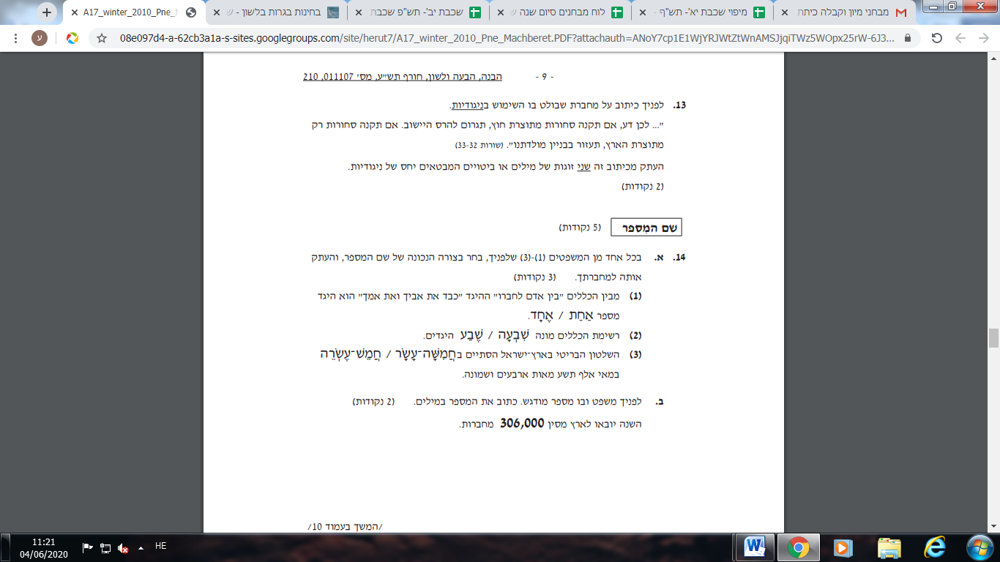 מבחני מיון וקבלה כיתת
מיפוי שכבת יא'- תש"ף -
לוח מבחנים סיום שנה
שכבת יב'- תש"פ שכבת
בחינות בגרות בלשון - ש
A17_winter_2010_Pne_M
08e097d4-a-62cb3a1a-s-sites.googlegroups.com/site/herut7/A17_winter_2010_Pne_Machberet.PDF?attachauth=ANoY7cp1E1WjYRJWtZtWnAMSJjqiTWz5WOpx25rW-6J3...
ע
- 9 - הבנה, הבעה ולשון, חורף תש״ע, מס׳ 011107, 210
13. לפניך כיתוב על מחברת שבולט בו השימוש בניגודיות.
״... לכן דע, אם תקנה סחורות מתוצרת חוץ, תגרום להרס היישוב. אם תקנה סחורות רק
מתוצרת הארץ, תעזור בבניין מולדתנו״. (שורות 33-32)
העתק מכיתוב זה שני זוגות של מילים או ביטויים המבטאים יחס של ניגודיות.
(2 נקודות)
שם המִספר (5 נקודות)
14. א. בכל אחד מן המשפטים (1)-(3) שלפניך, בחר בצורה הנכונה של שם המספר, והעתק
אותה למחברתך. (3 נקודות)
(1) מבין הכללים ״בין אדם לחברו״ ההיגד ״כבד את אביך ואת אמך״ הוא היגד
מספר אַחַת / אֶחָד.
(2) רשימת הכללים מונה שִׁבְעָה / שֶׁבַע היגדים.
(3) השלטון הבריטי בארץ־ישראל הסתיים בחֲמִשָּׁה־עָשָׂר / חֲמֵשׁ־עֶשְׂרֵה
במאי אלף תשע מאות ארבעים ושמונה.
ב. לפניך משפט ובו מספר מודגש. כתוב את המספר במילים. (2 נקודות)
השנה יובאו לארץ מסין 306,000 מחברות.
/המשך בעמוד 10/
11:21
04/06/2020
HE